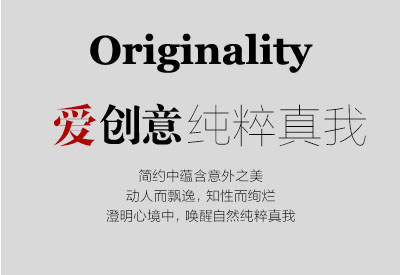 Originality
爱创意纯粹真我
简约中蕴含意外之美
动人而飘逸，知性而绚烂
澄明心境中，唤醒自然纯粹真我